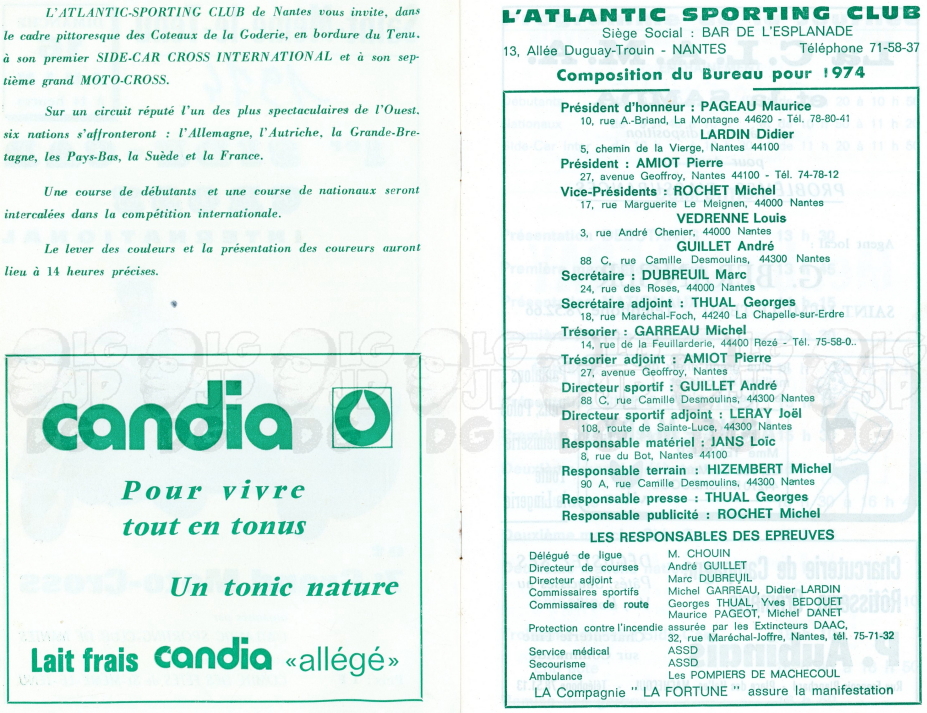 L'ATLANTIC-SPORTING CLUB de Nantes vous invite, dans
le cadre pittoresque des Coteaux de la Goderie, en bordure du Tenu,
à son premier SIDE-CAR CROSS INTERNATIONAL et à son sep-
tième grand MOTO-CROSS.
Sur un circuit réputé l'un des plus spectaculaires de l'Ouest,
six nations s'affronteront : l'Allemagne, l'Autriche, la Grande-Bre-
tagne, les Pays-Bas, la Suède et la France.
Une course de débutants et une course de nationaux seront
intercalées dans la compétition internationale.
Le lever des couleurs et la présentation des coureurs auront
lieu à 14 heures précises.
candia
Pour vivre
tout en tonus
Un tonic nature
Lait frais candia «allégé»
L'ATLANTIC SPORTING CLUB
Siège Social : BAR DE L'ESPLANADE
13, Allée Duguay-Trouin - NANTES Téléphone 71-58-37
Composition du Bureau pour 1974
Président d'honneur : PAGEAU Maurice
10, rue A.-Briand, La Montagne 44620 - Tél. 78-80-41
LARDIN Didier
5, chemin de la Vierge, Nantes 44100
Président : AMIOT Pierre
27, avenue Geoffroy, Nantes 44100 - Tél. 74-78-12
Vice-Présidents : ROCHET Michel
17, rue Marguerite Le Meignen, 44000 Nantes
VEDRENNE Louis
3, rue André Chenier, 44000 Nantes
GUILLET André
88 C, rue Camille Desmoulins, 44300 Nantes
Secrétaire : DUBREUIL Marc
24, rue des Roses, 44000 Nantes
Secrétaire adjoint : THUAL Georges
18, rue Maréchal-Foch, 44240 La Chapelle-sur-Erdre
Trésorier : GARREAU Michel
14, rue de la Feuillarderie, 44400 Rezé - Tél. 75-58-0..
Trésorier adjoint : AMIOT Pierre
27, avenue Geoffroy, Nantes
Directeur sportif : GUILLET André
88 C, rue Camille Desmoulins, 44300 Nantes
Directeur sportif adjoint : LERAY Joël
108, route de Sainte-Luce, 44300 Nantes
Responsable matériel : JANS Loïc
8, rue du Bot, Nantes 44100
Responsable terrain : HIZEMBERT Michel
90 A, rue Camille Desmoulins, 44300 Nantes
Responsable presse : THUAL Georges
Responsable publicité : ROCHET Michel
LES RESPONSABLES DES EPREUVES
Délégué de ligue M. CHOUIN
Directeur de courses André GUILLET
Directeur adjoint Marc DUBREUIL
Commissaires sportifs Michel GARREAU, Didier LARDIN
Commissaires de route Georges THUAL, Yves BEDOUET
Maurice PAGEOT, Michel DANET
Protection contre l'incendie assurée par les Extincteurs DAAC,
32, rue Maréchal-Joffre, Nantes, tél. 75-71-32
Service médical ASSD
Secourisme ASSD
Ambulance Les POMPIERS DE MACHECOUL
LA Compagnie " LA FORTUNE " assure la manifestation